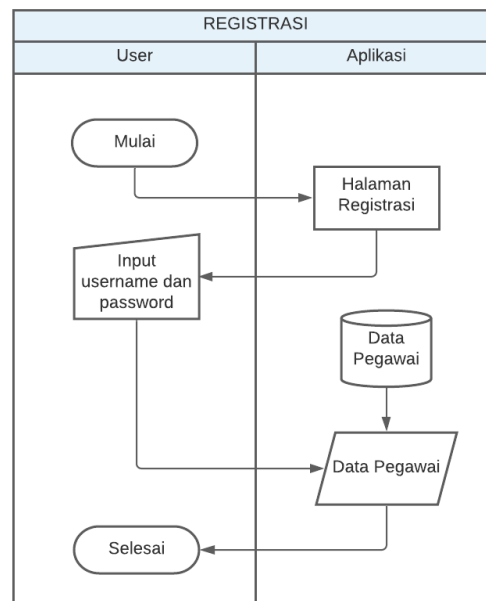 REGISTRASI
User
Aplikasi
Mulai
Halaman
Registrasi
Input
username dan
password
Data
Pegawai
Data Pegawai
Selesai